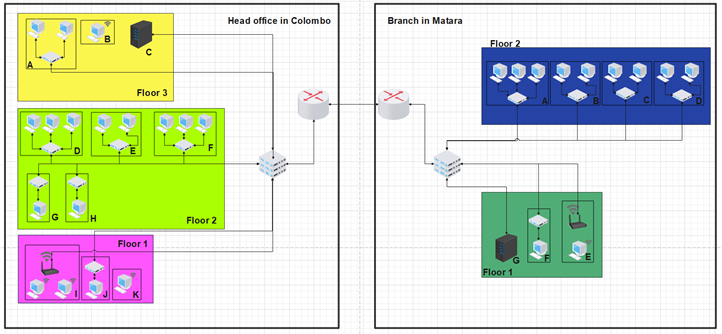 Head office in Colombo
A
B
C
Floor 3
D
E
F
G
H
Floor 2
Floor 1
I
J
K
Branch in Matara
Floor 2
A
B
C
D
G
F
E
Floor 1